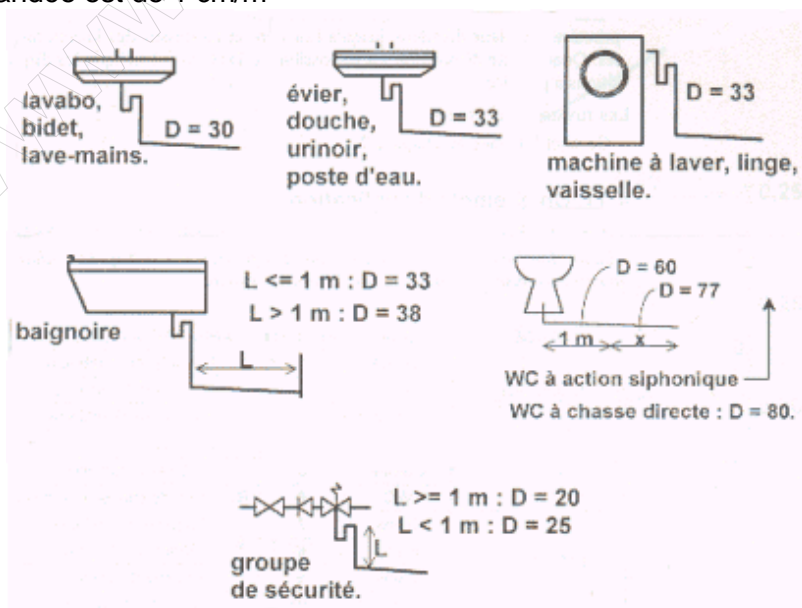 lavabo,
bidet,
lave-mains.
D = 30
évier,
douche,
urinoir,
poste d'eau.
D = 33
D = 33
machine à laver, linge,
vaisselle.
baignoire
L <= 1 m : D = 33
L > 1 m : D = 38
L
D = 60
D = 77
1 m
x
WC à action siphonique
WC à chasse directe : D = 80.
L >= 1 m : D = 20
L < 1 m : D = 25
L
groupe
de sécurité.